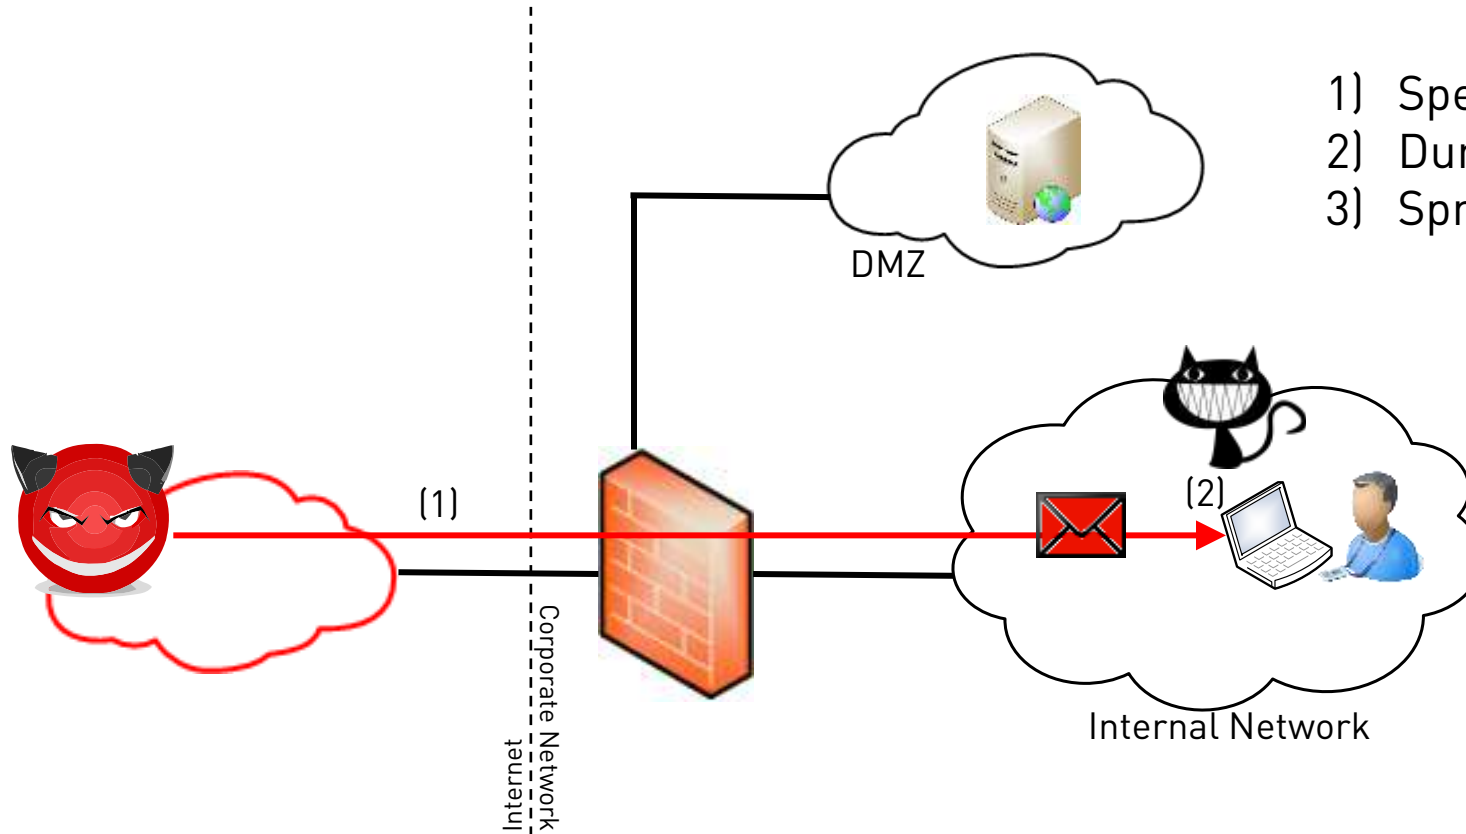 1) Spe
2) Dur
3) Spr
DMZ
(1)
(2)
Corporate Network
Internet
Internal Network